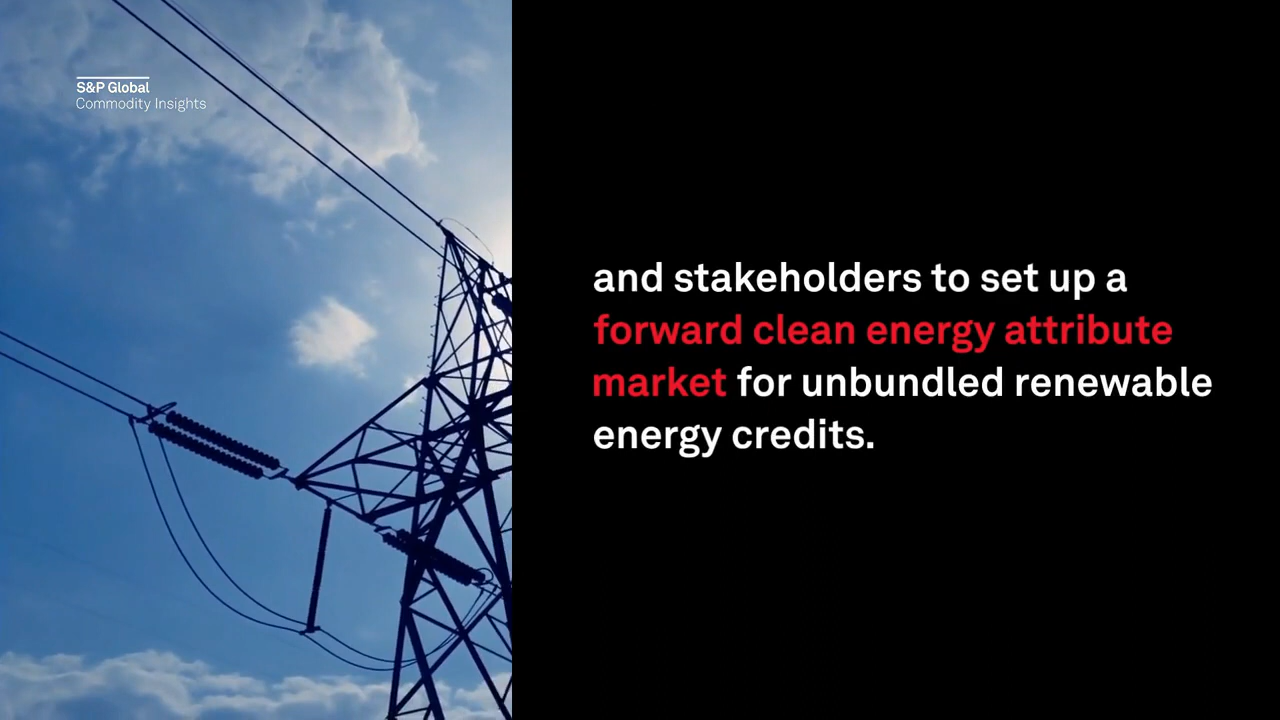 S&P Global
Commodity Insights
and stakeholders to set up a
forward clean energy attribute
market for unbundled renewable
energy credits.